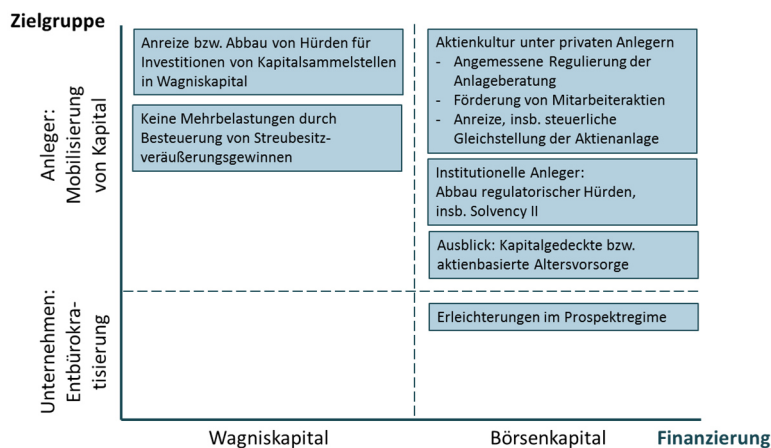 Zielgruppe
Anleger:
Mobilisierung
von Kapital
Anreize bzw. Abbau von Hürden für
Investitionen von Kapitalsammelstellen
in Wagniskapital
Keine Mehrbelastungen durch
Besteuerung von Streubesitz-
veräußerungsgewinnen
Aktienkultur unter privaten Anlegern
- Angemessene Regulierung der
Anlageberatung
- Förderung von Mitarbeiteraktien
- Anreize, insb. steuerliche
Gleichstellung der Aktienanlage
Institutionelle Anleger:
Abbau regulatorischer Hürden,
insb. Solvency II
Ausblick: Kapitalgedeckte bzw.
aktienbasierte Altersvorsorge
Unternehmen:
Entbürokra-
tisierung
Erleichterungen im Prospektregime
Wagniskapital
Börsenkapital
Finanzierung